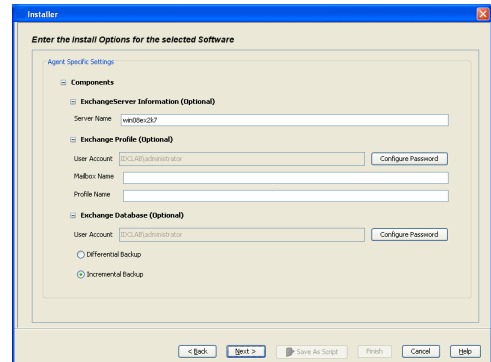 Installer
Enter the Install Options for the selected Software
Agent Specific Settings
Components
ExchangeServer Information (Optional)
Server Name win08ex2k7
Exchange Profile (Optional)
User Account IDCLAB\administrator Configure Password
Mailbox Name
Profile Name
Exchange Database (Optional)
User Account IDCLAB\administrator Configure Password
Differential Backup
Incremental Backup
< Back Next > Save As Script Finish Cancel Help